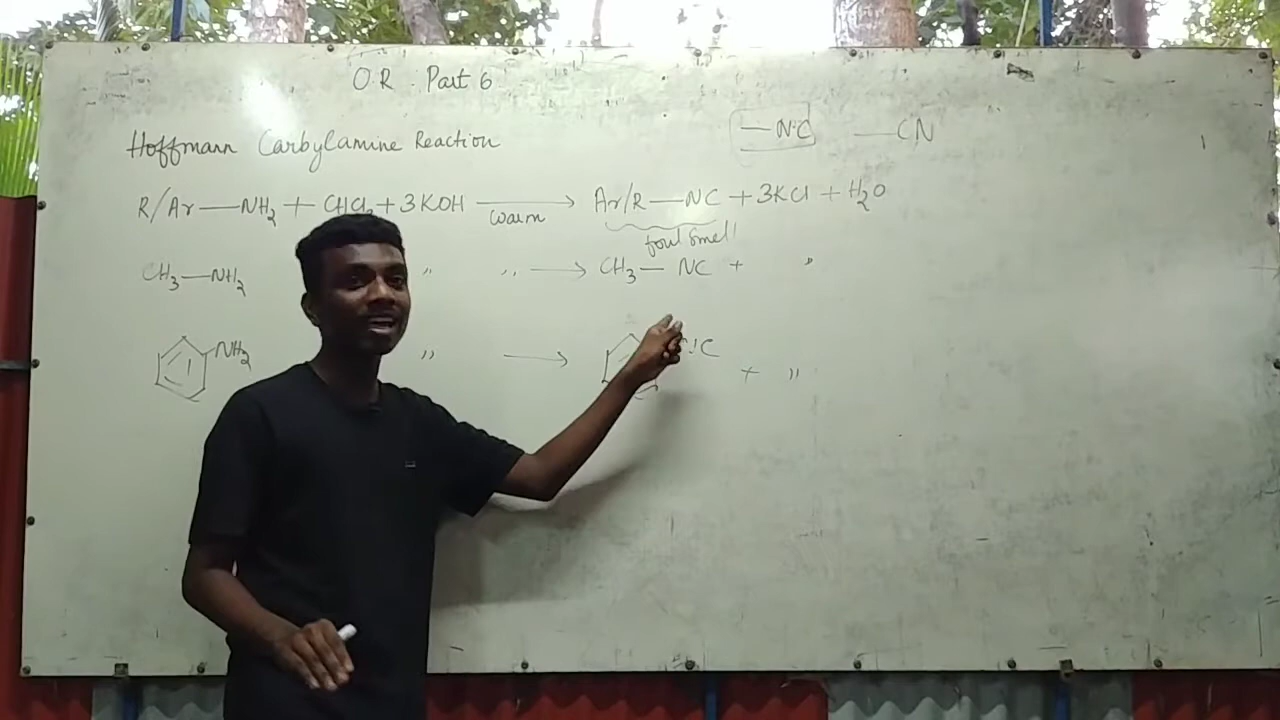 O.R. Part 6
—NC —CN
Hoffmann Carbylamine Reaction
R/Ar—NH₂ + CHCl₃ + 3KOH ⟶ Ar/R—NC + 3KCl + H₂O
warm
foul smell
CH₃—NH₂ " " ⟶ CH₃—NC + "
NH₂ " ⟶ NC + "